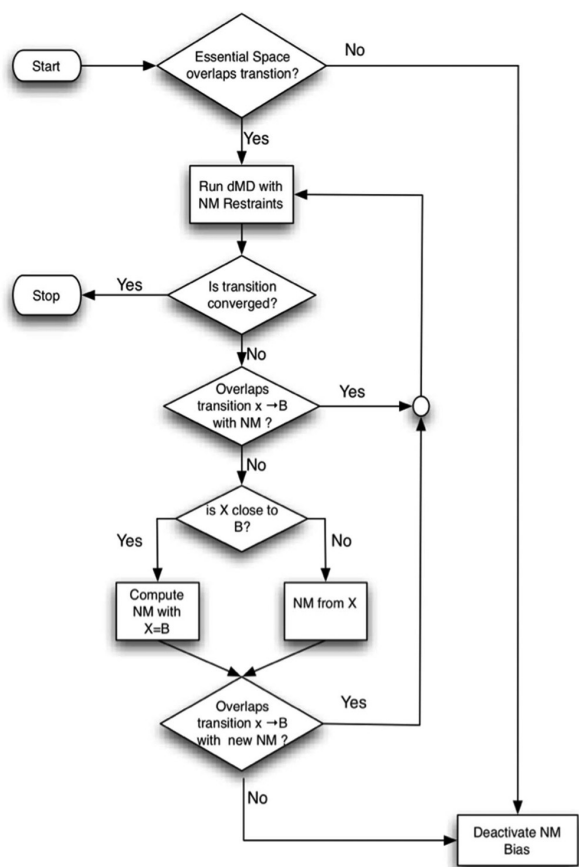 Start
Essential Space
overlaps transtion?
No
Yes
Run dMD with
NM Restraints
Is transition
converged?
Yes
Stop
No
Overlaps
transition x →B
with NM ?
Yes
No
is X close to
B?
Yes
No
Compute
NM with
X=B
NM from X
Overlaps
transition x →B
with new NM ?
Yes
No
Deactivate NM
Bias